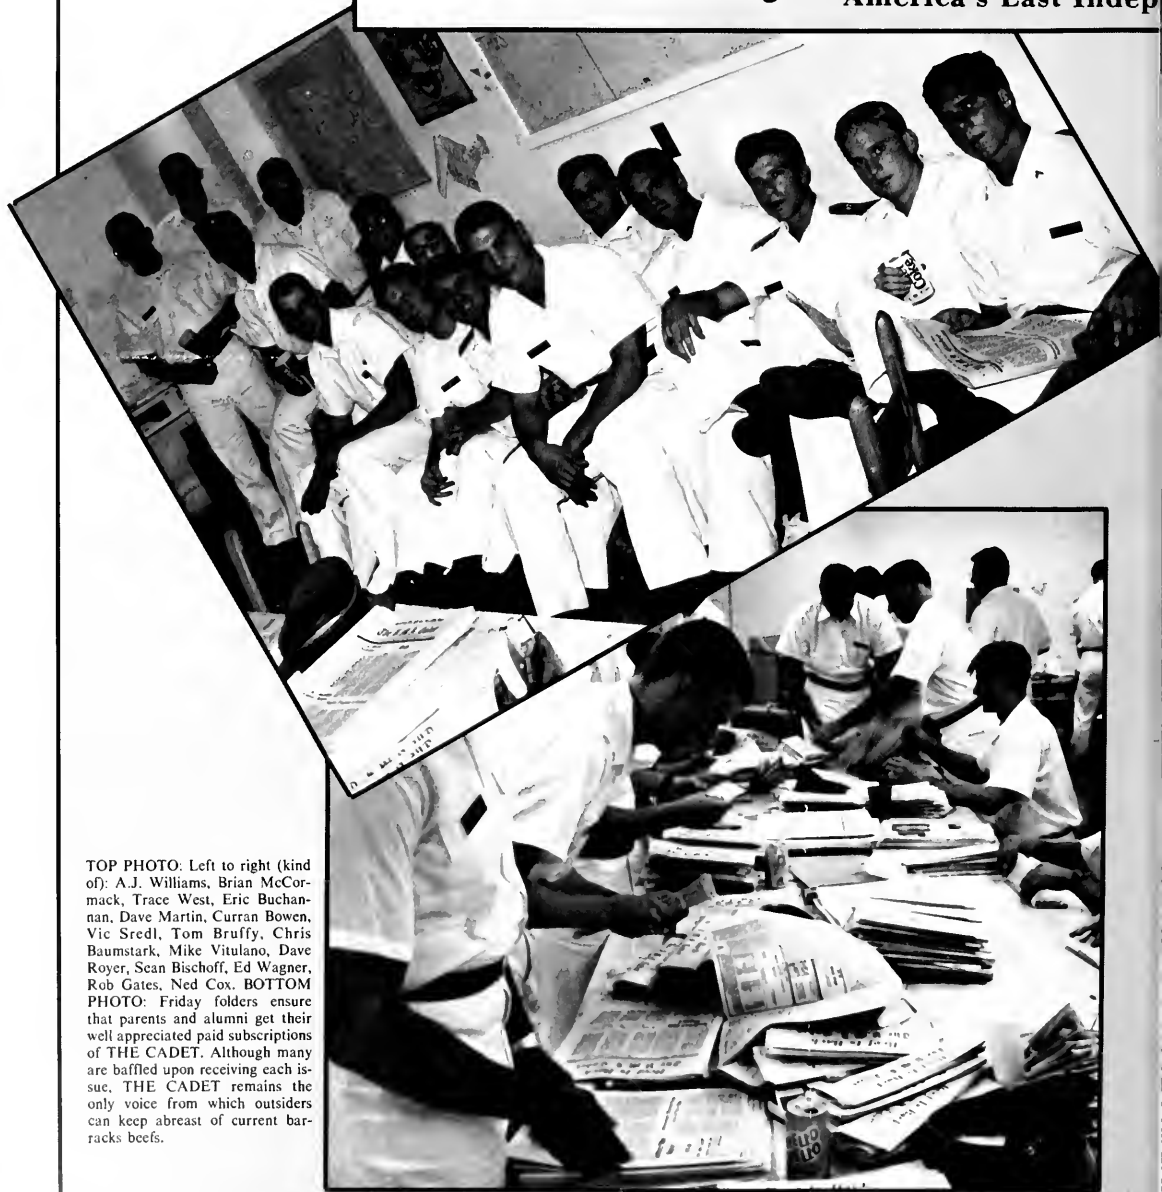 America's Last Indep
Coke
TOP PHOTO: Left to right (kind
of): A.J. Williams, Brian McCor-
mack, Trace West, Eric Buchan-
nan, Dave Martin, Curran Bowen,
Vic Sredl, Tom Bruffy, Chris
Baumstark, Mike Vitulano, Dave
Royer, Sean Bischoff, Ed Wagner,
Rob Gates, Ned Cox. BOTTOM
PHOTO: Friday folders ensure
that parents and alumni get their
well appreciated paid subscriptions
of THE CADET. Although many
are baffled upon receiving each is-
sue, THE CADET remains the
only voice from which outsiders
can keep abreast of current bar-
racks beefs.